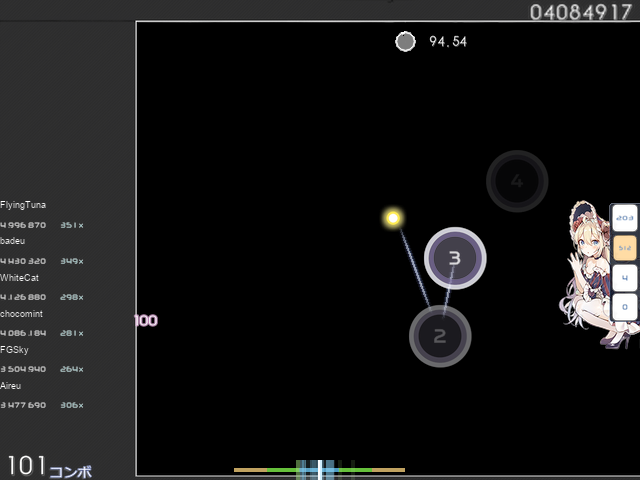 04084917
94.54
4
FlyingTuna
4 996 870 351x
badeu
4 430 320 349x
WhiteCat
4 126 880 298x
chocomint
4 086 184 281x
FGSky
3 504 940 264x
Aireu
3 477 690 306x
3
2
100
203
512
4
0
101コンボ